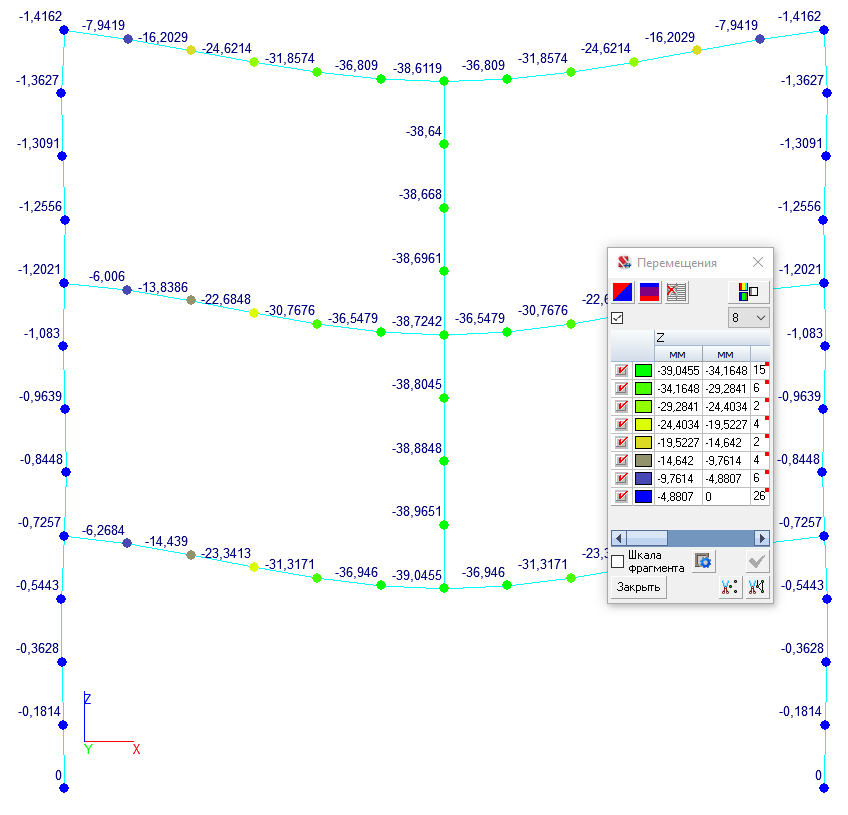 -1,4162 -7,9419 -16,2029 -24,6214 -31,8574 -36,809 -38,6119 -36,809 -31,8574 -24,6214 -16,2029 -7,9419 -1,4162
-1,3627 -1,3627
-1,3091 -38,64 -1,3091
-1,2556 -38,668 -1,2556
-1,2021 -38,6961 -1,2021
-6,006 -13,8386 -22,6848 -30,7676 -36,5479 -38,7242 -36,5479 -30,7676 -22,6
-1,083 -1,083
-0,9639 -38,8045 -0,9639
-0,8448 -38,8848 -0,8448
-0,7257 -38,9651 -0,7257
-6,2684 -14,439 -23,3413 -31,3171 -36,946 -39,0455 -36,946 -31,3171 -23,3
-0,5443 -0,5443
-0,3628 -0,3628
-0,1814 -0,1814
0 0
Z
Y X
Перемещения
8
Z
мм мм
-39,0455 -34,1648 15
-34,1648 -29,2841 6
-29,2841 -24,4034 2
-24,4034 -19,5227 4
-19,5227 -14,642 2
-14,642 -9,7614 4
-9,7614 -4,8807 6
-4,8807 0 26
Шкала
фрагмента
Закрыть